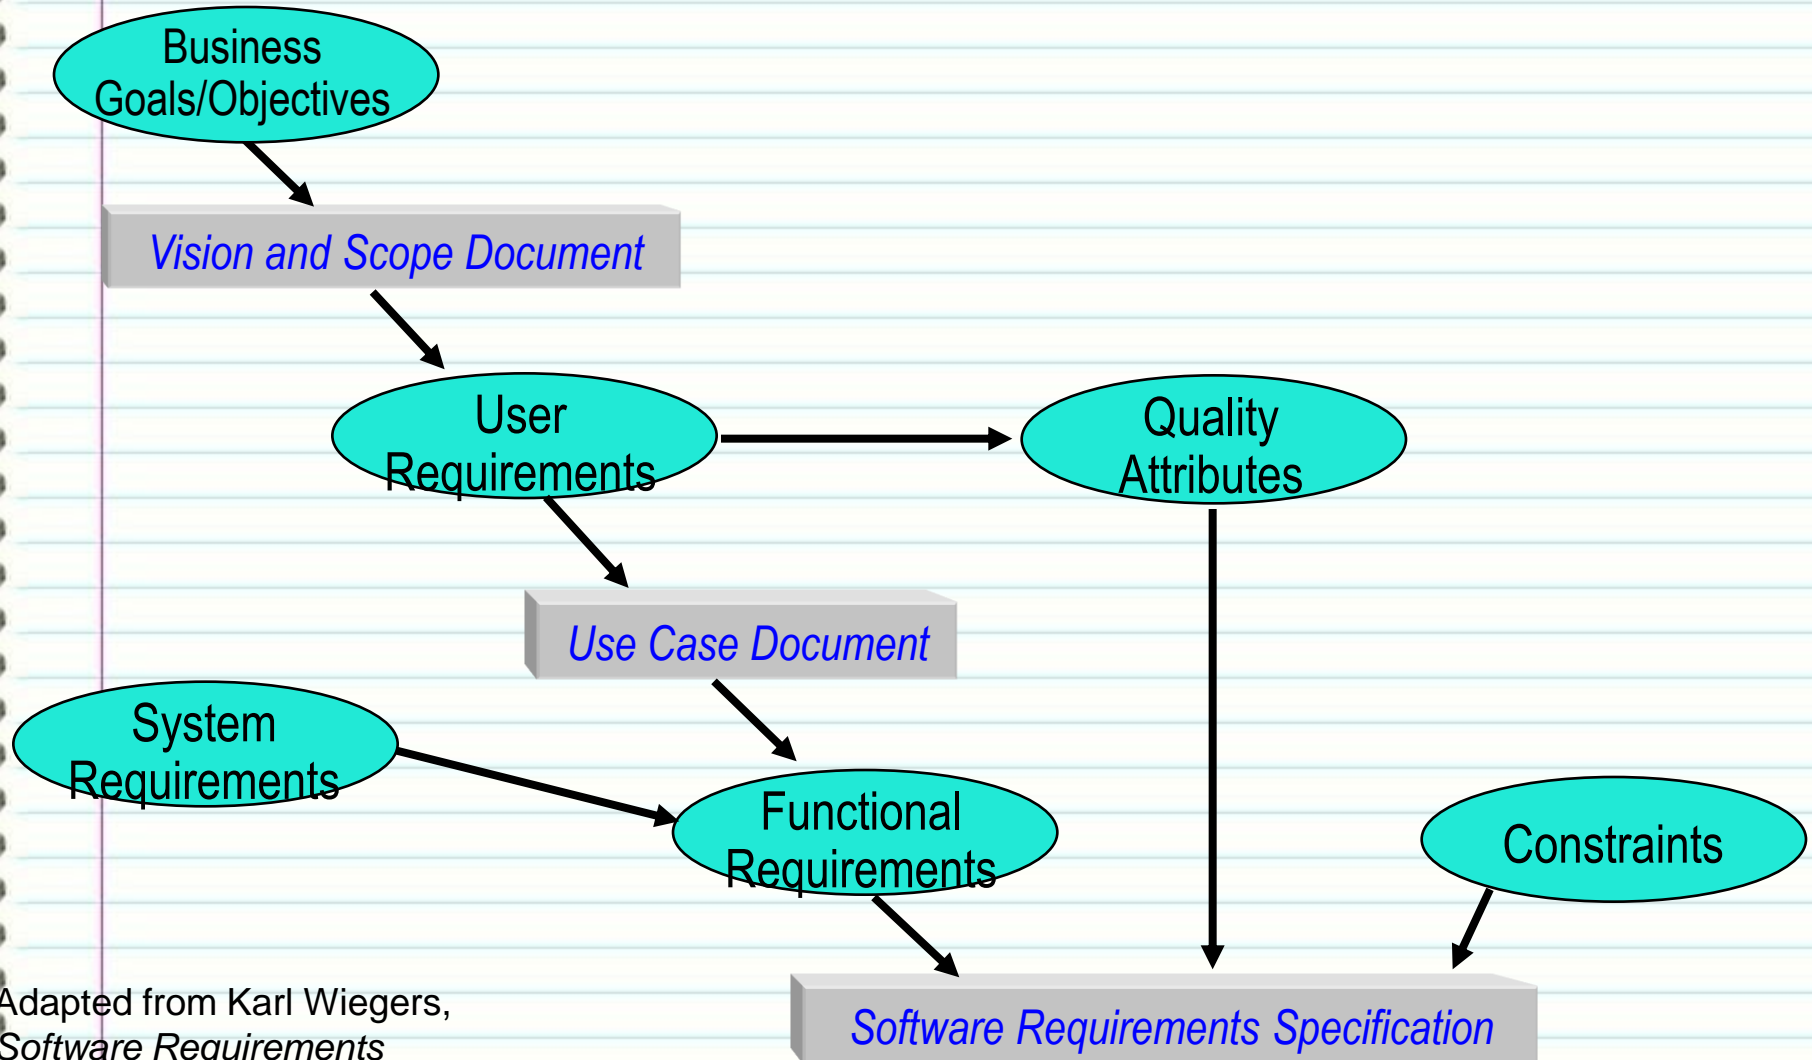 Business
Goals/Objectives
Vision and Scope Document
User
Requirements
Quality
Attributes
Use Case Document
System
Requirements
Functional
Requirements
Constraints
Adapted from Karl Wiegers,
Software Requirements
Software Requirements Specification